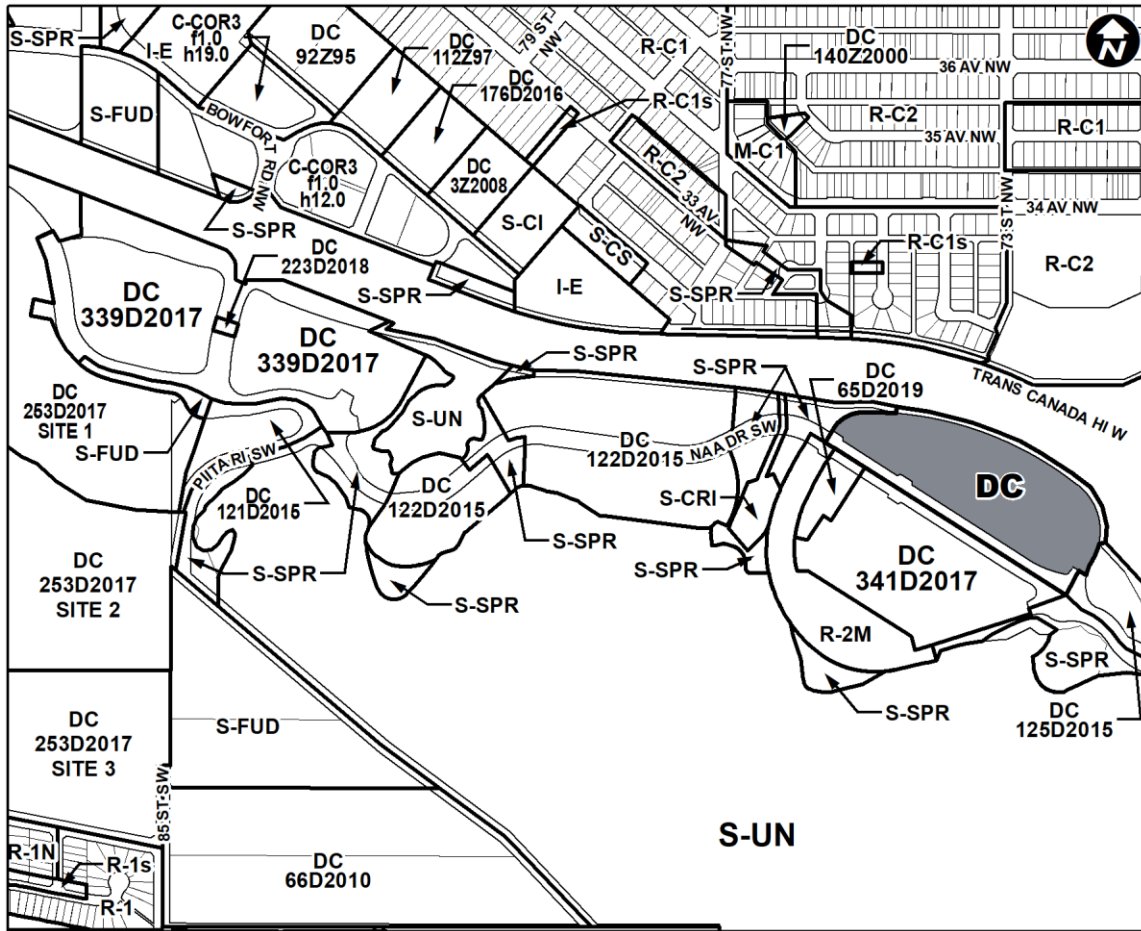 S-SPR
C-COR3
f1.0
h19.0
I-E
DC
92Z95
DC
112Z97
DC
176D2016
79 ST
NW
R-C1
77 ST NW
DC
140Z2000
36 AV NW
N
S-FUD
BOWFORT RD NW
R-C1s
R-C2
35 AV NW
R-C1
M-C1
C-COR3
f1.0
h12.0
DC
3Z2008
R-C2
33 AV
NW
34 AV NW
S-SPR
S-CI
S-CS
R-C1s
73 ST NW
R-C2
DC
223D2018
S-SPR
I-E
S-SPR
DC
339D2017
DC
339D2017
S-SPR
S-SPR
DC
65D2019
TRANS CANADA HI W
DC
253D2017
SITE 1
S-UN
S-FUD
PIITA RI SW
DC
122D2015
NAA DR SW
DC
DC
121D2015
DC
122D2015
S-CRI
S-SPR
DC
341D2017
DC
253D2017
SITE 2
S-SPR
S-SPR
S-SPR
R-2M
S-SPR
S-SPR
DC
125D2015
DC
253D2017
SITE 3
S-FUD
85 ST SW
S-UN
R-1N
R-1s
R-1
DC
66D2010